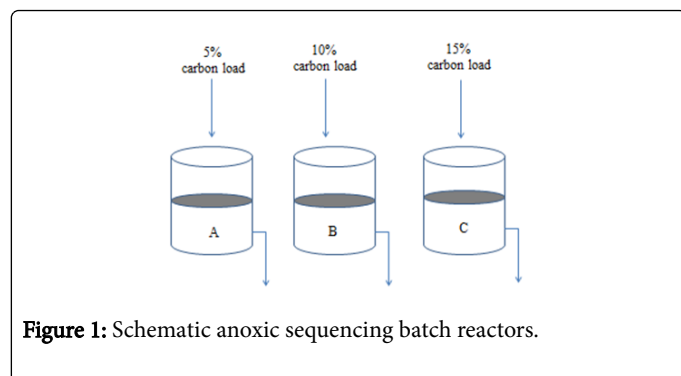 5%
carbon load
10%
carbon load
15%
carbon load
A
B
C
Figure 1: Schematic anoxic sequencing batch reactors.